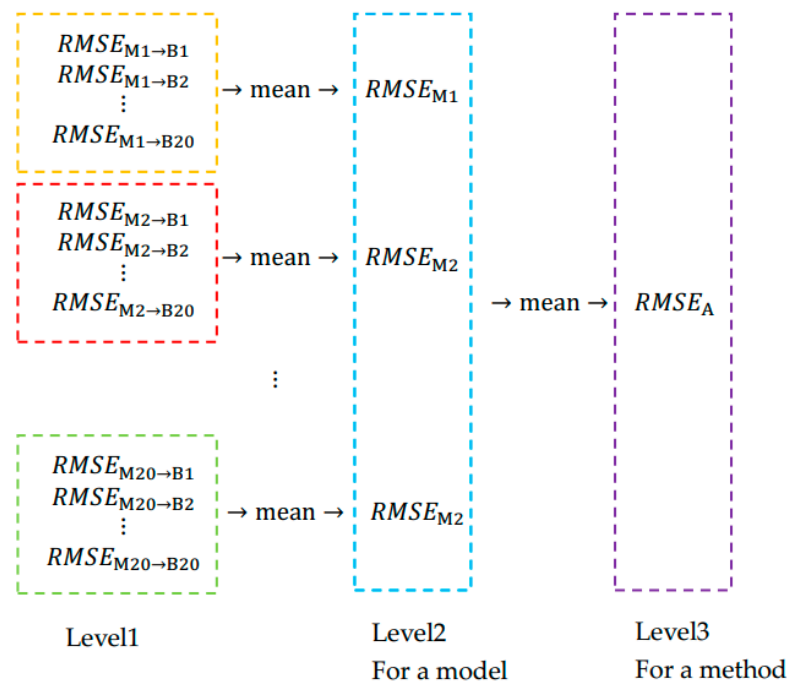 RMSE_M1→B1
RMSE_M1→B2
⋮
RMSE_M1→B20
→ mean →
RMSE_M1
RMSE_M2→B1
RMSE_M2→B2
⋮
RMSE_M2→B20
→ mean →
RMSE_M2
→ mean →
RMSE_A
⋮
RMSE_M20→B1
RMSE_M20→B2
⋮
RMSE_M20→B20
→ mean →
RMSE_M2
Level1
Level2
For a model
Level3
For a method